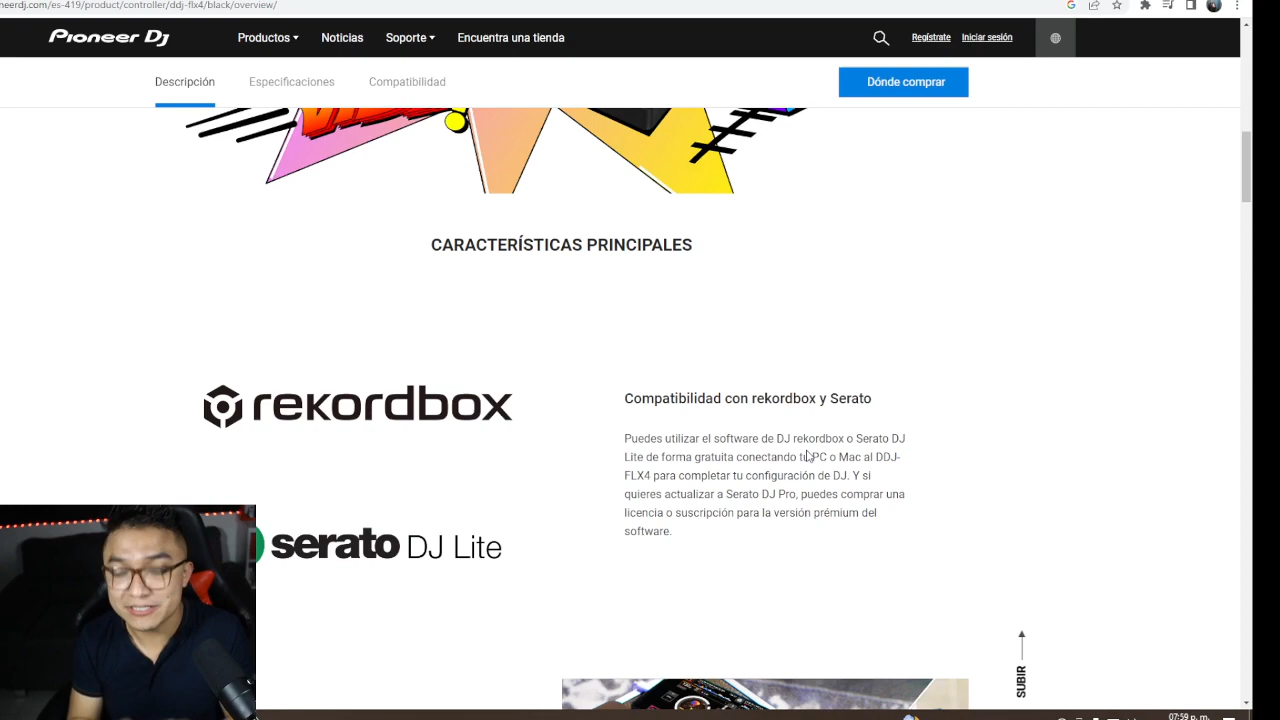 neerdj.com/es-419/product/controller/ddj-flx4/black/overview/
Pioneer Dj
Productos
Noticias
Soporte
Encuentra una tienda
Regístrate
Iniciar sesión
Descripción
Especificaciones
Compatibilidad
Dónde comprar
CARACTERÍSTICAS PRINCIPALES
rekordbox
serato DJ Lite
Compatibilidad con rekordbox y Serato
Puedes utilizar el software de DJ rekordbox o Serato DJ
Lite de forma gratuita conectando tu PC o Mac al DDJ-
FLX4 para completar tu configuración de DJ. Y si
quieres actualizar a Serato DJ Pro, puedes comprar una
licencia o suscripción para la versión prémium del
software.
SUBIR
07:59 p. m.